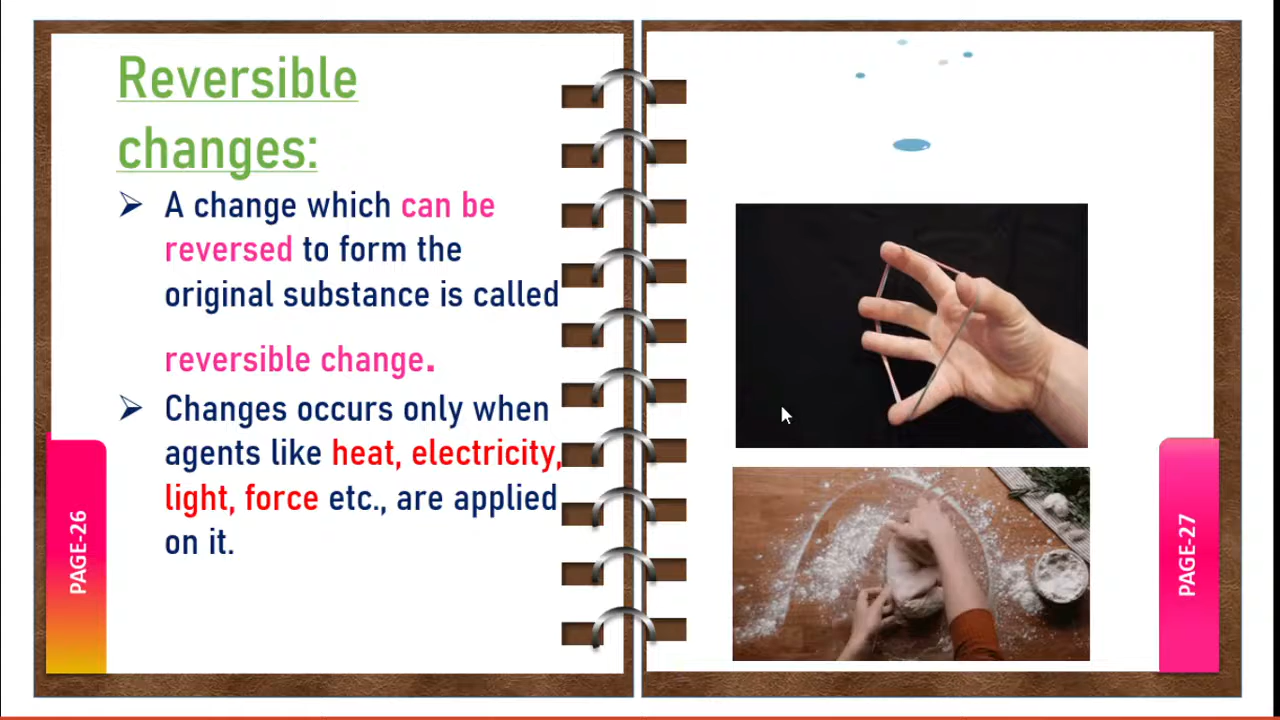 Reversible
changes:
➢ A change which can be
reversed to form the
original substance is called
reversible change.
➢ Changes occurs only when
agents like heat, electricity,
light, force etc., are applied
on it.
PAGE-26
PAGE-27